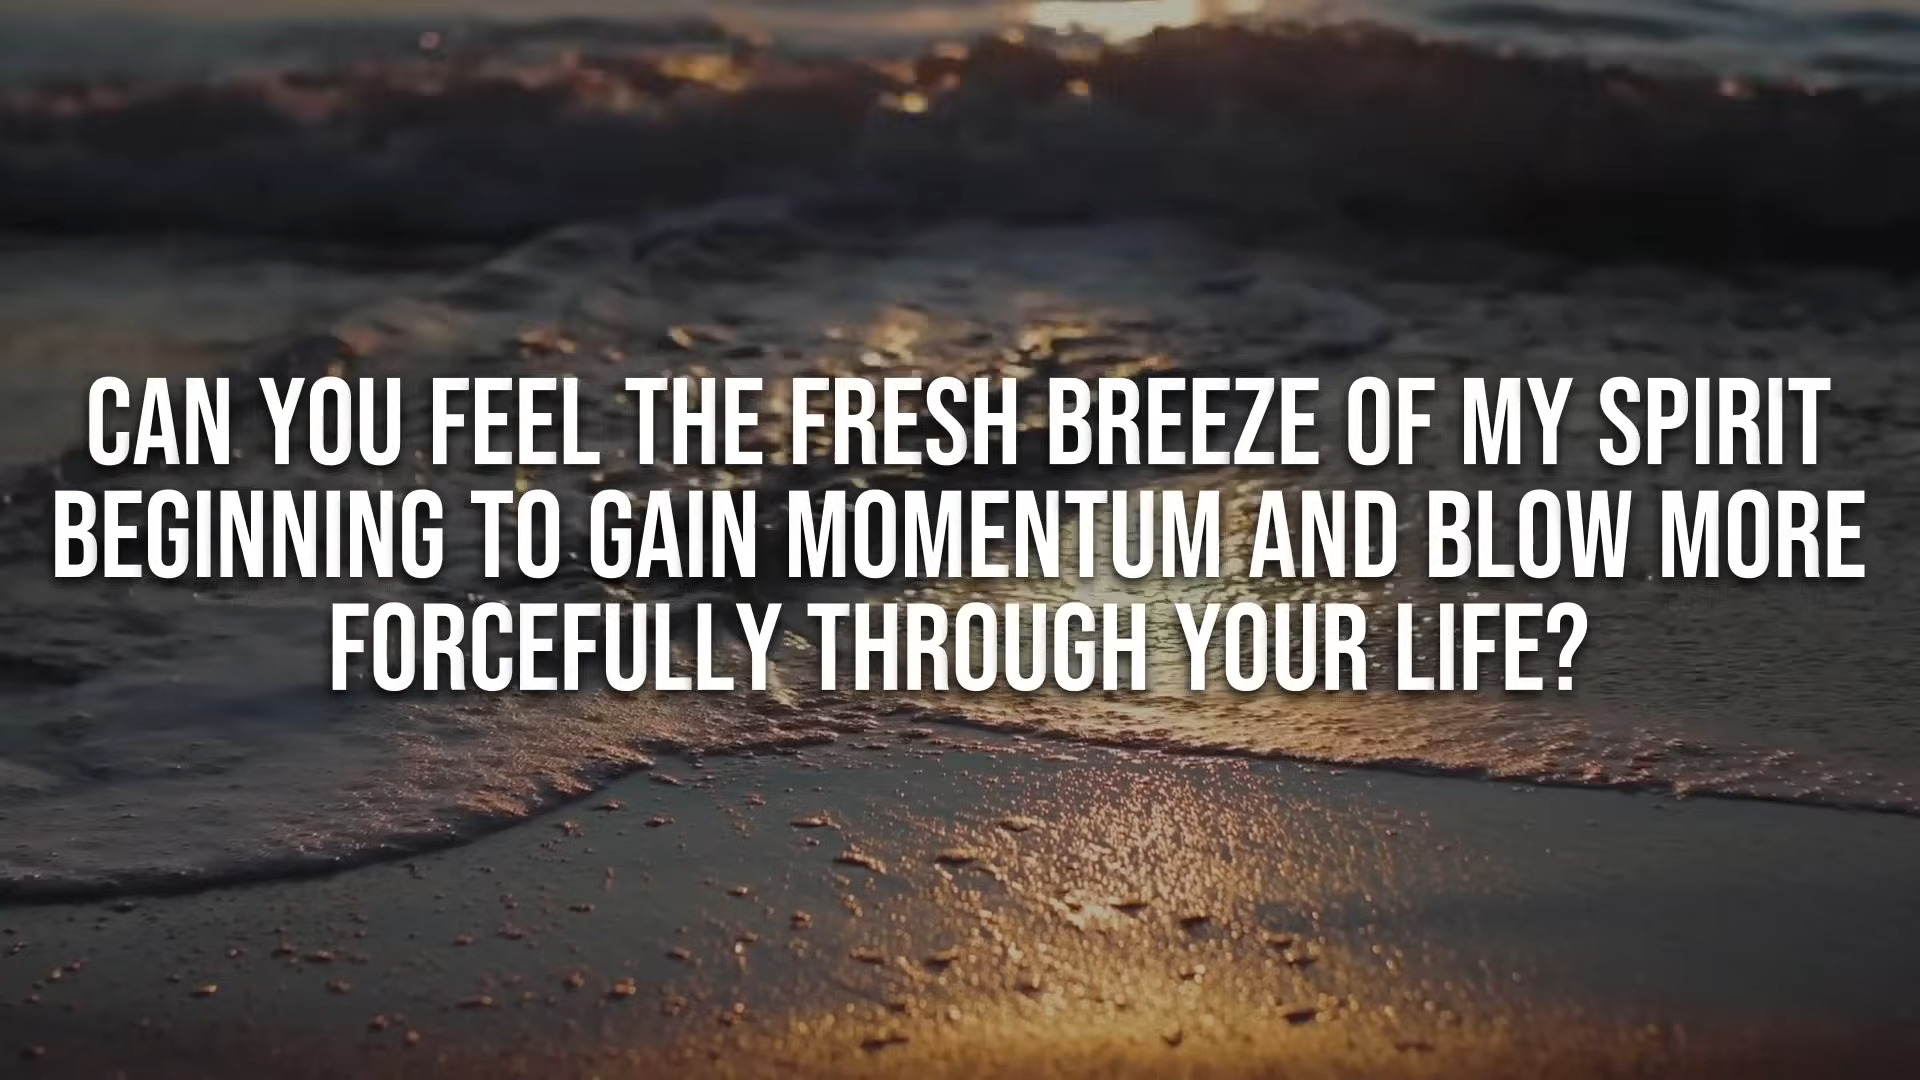 CAN YOU FEEL THE FRESH BREEZE OF MY SPIRIT
BEGINNING TO GAIN MOMENTUM AND BLOW MORE
FORCEFULLY THROUGH YOUR LIFE?